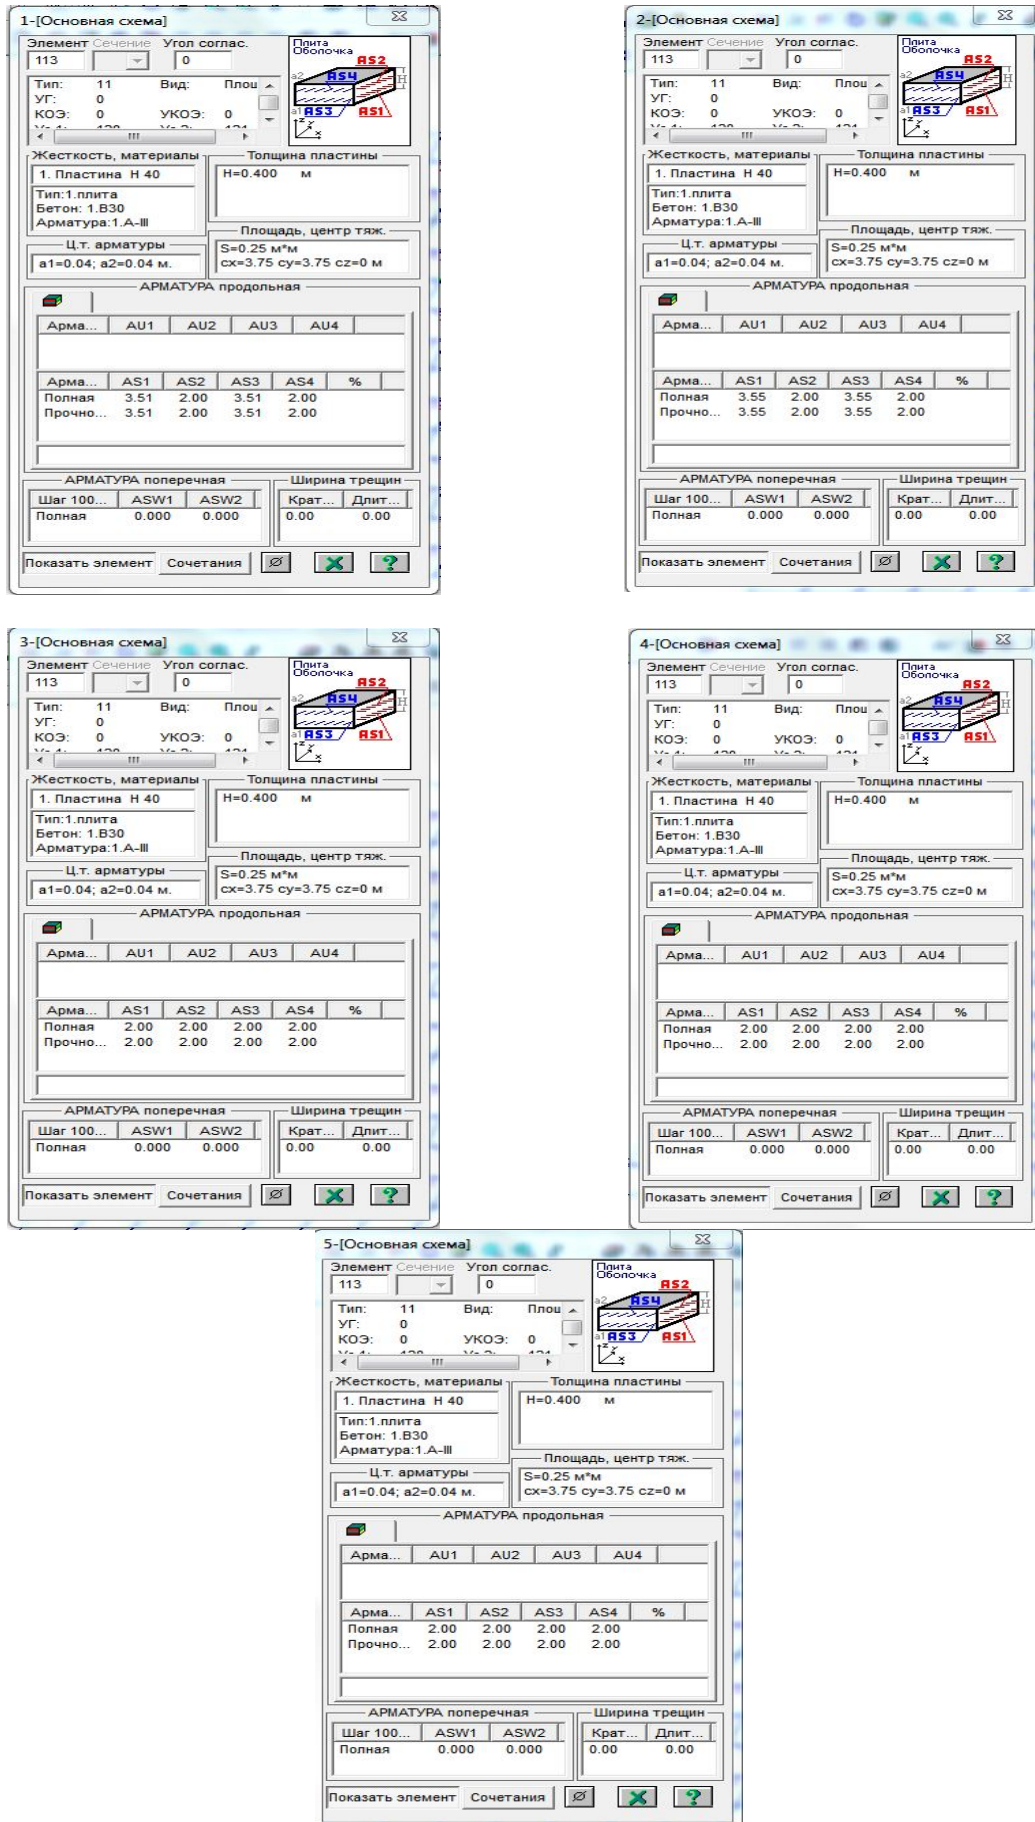 1-[Основная схема]
Элемент Сечение Угол соглас.
113 0
Тип: 11 Вид: Площ
УГ: 0
КОЭ: 0 УКОЭ: 0
Плита
Оболочка
AS2
a2 AS4 H
a1 AS3 AS1
Z Y
X
Жесткость, материалы
1. Пластина Н 40
Тип:1.плита
Бетон: 1.В30
Арматура:1.А-III
Толщина пластины
Н=0.400 м
Ц.т. арматуры
а1=0.04; а2=0.04 м.
Площадь, центр тяж.
S=0.25 м*м
cx=3.75 cy=3.75 cz=0 м
АРМАТУРА продольная
Арма... AU1 AU2 AU3 AU4
Арма... AS1 AS2 AS3 AS4 %
Полная 3.51 2.00 3.51 2.00
Прочно... 3.51 2.00 3.51 2.00
АРМАТУРА поперечная
Шаг 100... ASW1 ASW2
Полная 0.000 0.000
Ширина трещин
Крат... Длит...
0.00 0.00
Показать элемент Сочетания ?
2-[Основная схема]
Элемент Сечение Угол соглас.
113 0
Тип: 11 Вид: Площ
УГ: 0
КОЭ: 0 УКОЭ: 0
Плита
Оболочка
AS2
a2 AS4 H
a1 AS3 AS1
Z Y
X
Жесткость, материалы
1. Пластина Н 40
Тип:1.плита
Бетон: 1.В30
Арматура:1.А-III
Толщина пластины
Н=0.400 м
Ц.т. арматуры
а1=0.04; а2=0.04 м.
Площадь, центр тяж.
S=0.25 м*м
cx=3.75 cy=3.75 cz=0 м
АРМАТУРА продольная
Арма... AU1 AU2 AU3 AU4
Арма... AS1 AS2 AS3 AS4 %
Полная 3.55 2.00 3.55 2.00
Прочно... 3.55 2.00 3.55 2.00
АРМАТУРА поперечная
Шаг 100... ASW1 ASW2
Полная 0.000 0.000
Ширина трещин
Крат... Длит...
0.00 0.00
Показать элемент Сочетания ?
3-[Основная схема]
Элемент Сечение Угол соглас.
113 0
Тип: 11 Вид: Площ
УГ: 0
КОЭ: 0 УКОЭ: 0
Плита
Оболочка
AS2
a2 AS4 H
a1 AS3 AS1
Z Y
X
Жесткость, материалы
1. Пластина Н 40
Тип:1.плита
Бетон: 1.В30
Арматура:1.А-III
Толщина пластины
Н=0.400 м
Ц.т. арматуры
а1=0.04; а2=0.04 м.
Площадь, центр тяж.
S=0.25 м*м
cx=3.75 cy=3.75 cz=0 м
АРМАТУРА продольная
Арма... AU1 AU2 AU3 AU4
Арма... AS1 AS2 AS3 AS4 %
Полная 2.00 2.00 2.00 2.00
Прочно... 2.00 2.00 2.00 2.00
АРМАТУРА поперечная
Шаг 100... ASW1 ASW2
Полная 0.000 0.000
Ширина трещин
Крат... Длит...
0.00 0.00
Показать элемент Сочетания ?
4-[Основная схема]
Элемент Сечение Угол соглас.
113 0
Тип: 11 Вид: Площ
УГ: 0
КОЭ: 0 УКОЭ: 0
Плита
Оболочка
AS2
a2 AS4 H
a1 AS3 AS1
Z Y
X
Жесткость, материалы
1. Пластина Н 40
Тип:1.плита
Бетон: 1.В30
Арматура:1.А-III
Толщина пластины
Н=0.400 м
Ц.т. арматуры
а1=0.04; а2=0.04 м.
Площадь, центр тяж.
S=0.25 м*м
cx=3.75 cy=3.75 cz=0 м
АРМАТУРА продольная
Арма... AU1 AU2 AU3 AU4
Арма... AS1 AS2 AS3 AS4 %
Полная 2.00 2.00 2.00 2.00
Прочно... 2.00 2.00 2.00 2.00
АРМАТУРА поперечная
Шаг 100... ASW1 ASW2
Полная 0.000 0.000
Ширина трещин
Крат... Длит...
0.00 0.00
Показать элемент Сочетания ?
5-[Основная схема]
Элемент Сечение Угол соглас.
113 0
Тип: 11 Вид: Площ
УГ: 0
КОЭ: 0 УКОЭ: 0
Плита
Оболочка
AS2
a2 AS4 H
a1 AS3 AS1
Z Y
X
Жесткость, материалы
1. Пластина Н 40
Тип:1.плита
Бетон: 1.В30
Арматура:1.А-III
Толщина пластины
Н=0.400 м
Ц.т. арматуры
а1=0.04; а2=0.04 м.
Площадь, центр тяж.
S=0.25 м*м
cx=3.75 cy=3.75 cz=0 м
АРМАТУРА продольная
Арма... AU1 AU2 AU3 AU4
Арма... AS1 AS2 AS3 AS4 %
Полная 2.00 2.00 2.00 2.00
Прочно... 2.00 2.00 2.00 2.00
АРМАТУРА поперечная
Шаг 100... ASW1 ASW2
Полная 0.000 0.000
Ширина трещин
Крат... Длит...
0.00 0.00
Показать элемент Сочетания ?